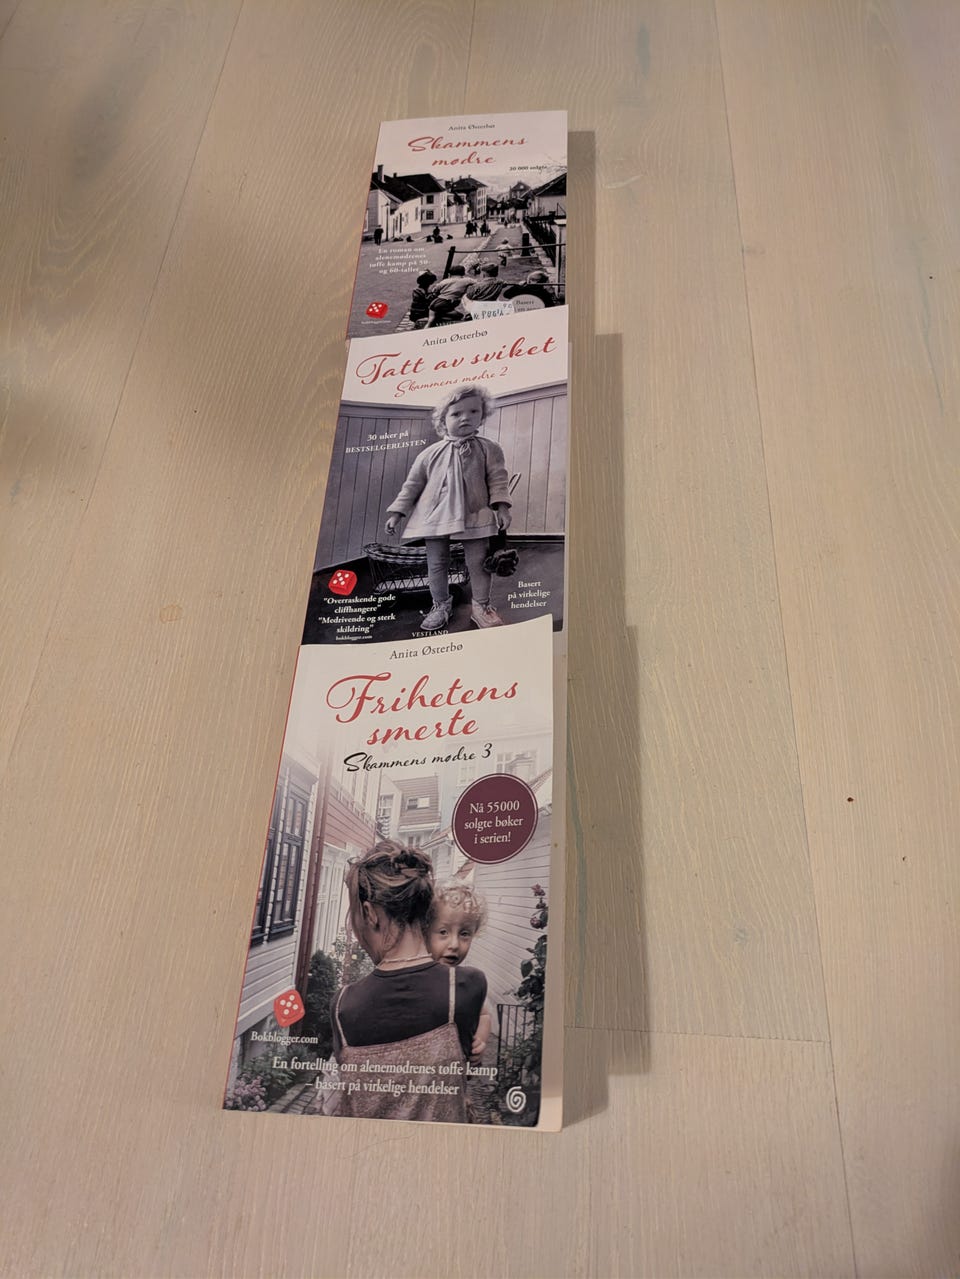 Anita Østerbø
Skammens
mødre
30 000 solgte
En roman om
alenemødrenes
tøffe kamp på 50-
og 60-tallet
bokblogger.com
Basert
Anita Østerbø
Tatt av sviket
Skammens mødre 2
30 uker på
BESTSELGERLISTEN
"Overraskende gode
cliffhangere"
"Medrivende og sterk
skildring"
bokblogger.com
Basert
på virkelige
hendelser
VESTLAND
Anita Østerbø
Frihetens
smerte
Skammens mødre 3
Nå 55000
solgte bøker
i serien!
Bokblogger.com
En fortelling om alenemødrenes tøffe kamp
– basert på virkelige hendelser